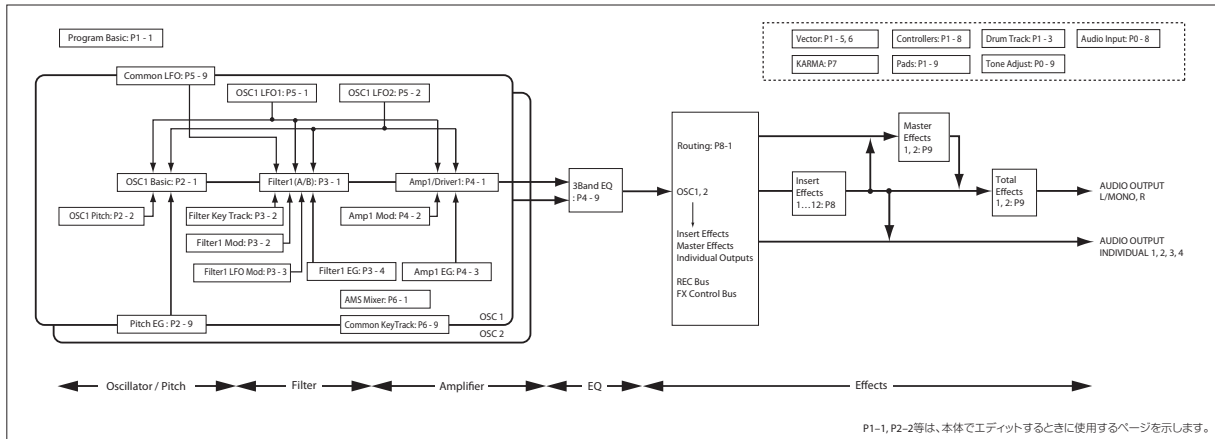 Program Basic: P1 - 1
Vector: P1 - 5, 6
Controllers: P1 - 8
Drum Track: P1 - 3
Audio Input: P0 - 8
KARMA: P7
Pads: P1 - 9
Tone Adjust: P0 - 9
Common LFO: P5 - 9
OSC1 LFO1: P5 - 1
OSC1 LFO2: P5 - 2
OSC1 Basic: P2 - 1
Filter1(A/B): P3 - 1
Amp1/Driver1: P4 - 1
OSC1 Pitch: P2 - 2
Filter Key Track: P3 - 2
Amp1 Mod: P4 - 2
Filter1 Mod: P3 - 2
Filter1 LFO Mod: P3 - 3
Filter1 EG: P3 - 4
Amp1 EG: P4 - 3
AMS Mixer: P6 - 1
Pitch EG : P2 - 9
Common KeyTrack: P6 - 9
OSC 1
OSC 2
3Band EQ
: P4 - 9
Routing: P8-1
OSC1, 2
Insert Effects
Master Effects
Individual Outputs
REC Bus
FX Control Bus
Insert
Effects
1…12: P8
Master
Effects
1, 2: P9
Total
Effects
1, 2: P9
AUDIO OUTPUT
L/MONO, R
AUDIO OUTPUT
INDIVIDUAL 1, 2, 3, 4
Oscillator / Pitch
Filter
Amplifier
EQ
Effects
P1–1, P2–2等は、本体でエディットするときに使用するページを示します。